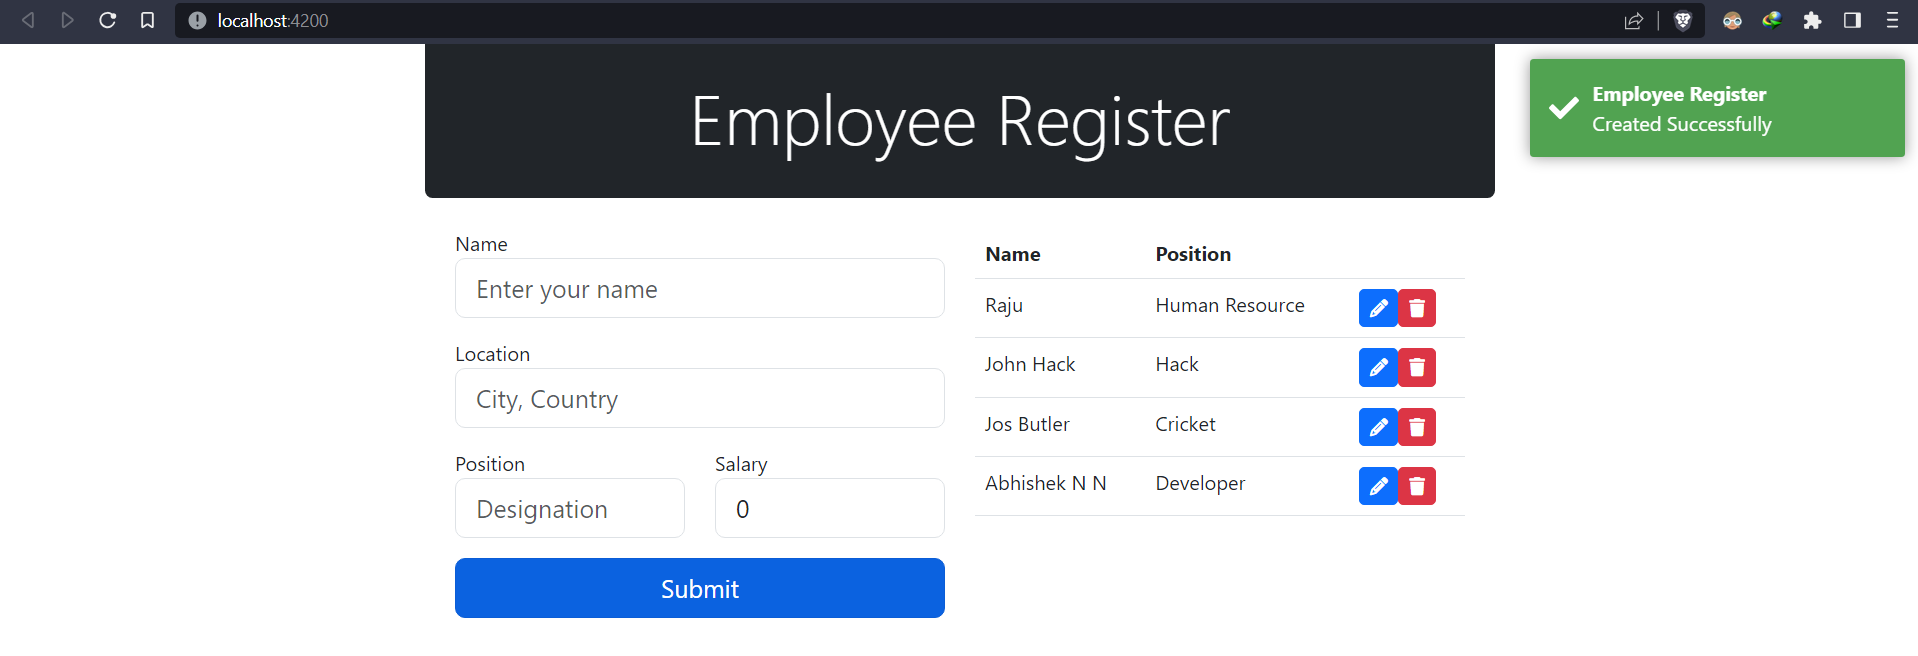 localhost:4200
Employee Register
Employee Register
Created Successfully
Name
Enter your name
Location
City, Country
Position Salary
Designation 0
Submit
Name Position
Raju Human Resource
John Hack Hack
Jos Butler Cricket
Abhishek N N Developer